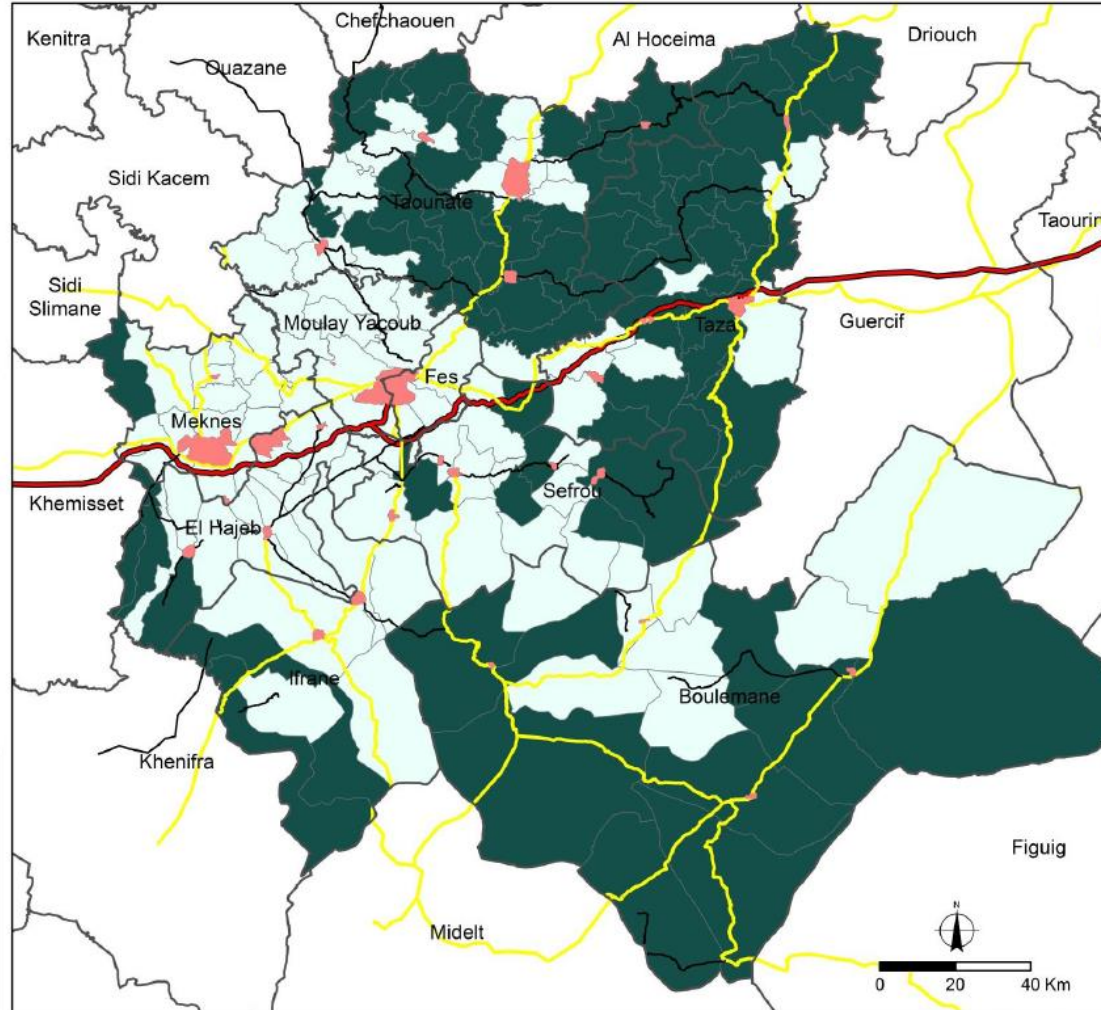 Chefchaouen
Kenitra
Al Hoceima
Driouch
Ouazane
Sidi Kacem
Taounate
Taourir
Sidi
Slimane
Moulay Yacoub
Taza
Guercif
Fes
Meknes
Khemisset
Sefrou
El Hajeb
Ifrane
Boulemane
Khenifra
Figuig
Midelt
N
0 20 40 Km